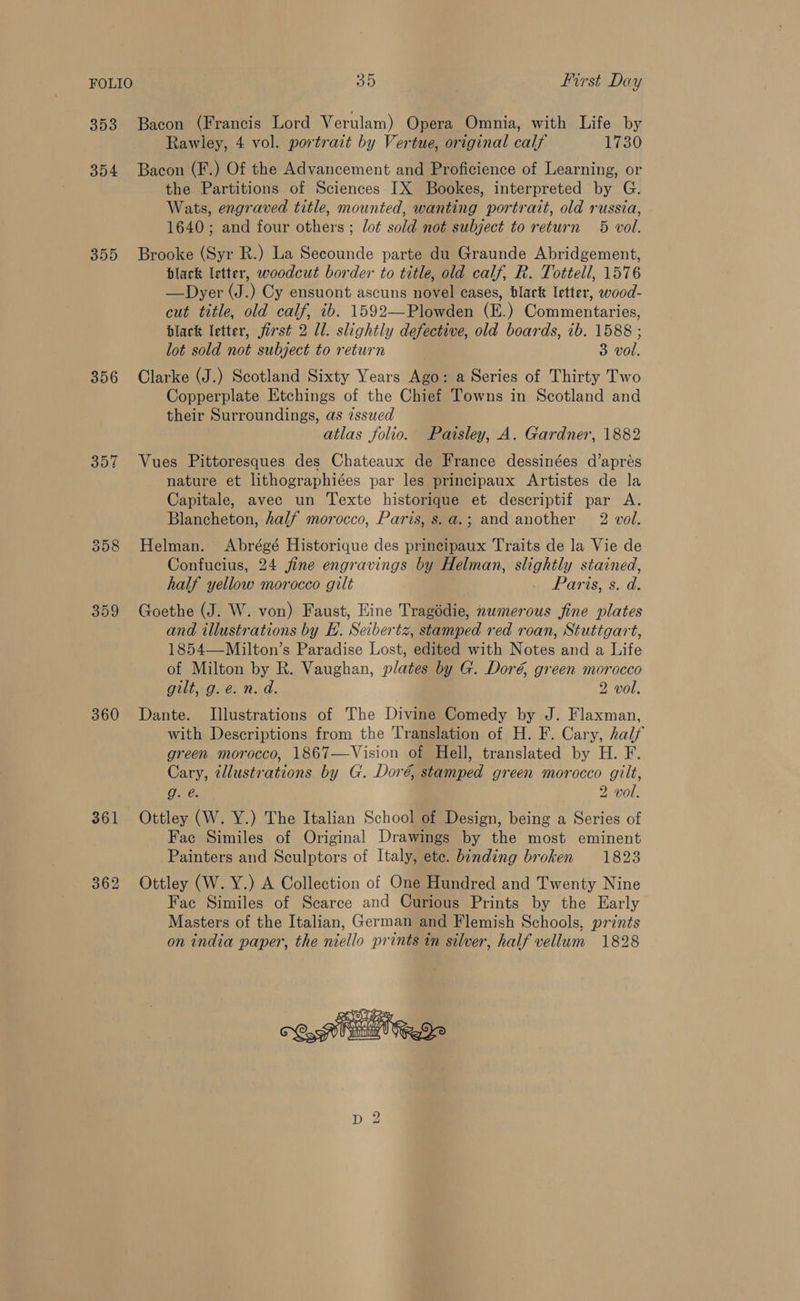 FOLIO 35 First Day
353 Bacon (Francis Lord Verulam) Opera Omnia, with Life by
Rawley, 4 vol. portrait by Vertue, original calf 1730
354 Bacon (F.) Of the Advancement and Proficience of Learning, or
the Partitions of Sciences IX Bookes, interpreted by G.
Wats, engraved title, mounted, wanting portrait, old russia,
1640; and four others; lot sold not subject to return 5 vol.
355 Brooke (Syr R.) La Secounde parte du Graunde Abridgement,
black letter, woodcut border to title, old calf, R. Tottell, 1576
—Dyer (J.) Cy ensuont ascuns novel cases, black letter, wood-
cut title, old calf, ib. 1592—Plowden (E.) Commentaries,
black letter, first 2 ll. slightly defective, old boards, ib. 1588;
lot sold not subject to return 3 vol.
356 Clarke (J.) Scotland Sixty Years Ago: a Series of Thirty Two
Copperplate Etchings of the Chief Towns in Scotland and
their Surroundings, as issued
atlas folio. Paisley, A. Gardner, 1882
357 Vues Pittoresques des Chateaux de France dessinées d'après
nature et lithographiées par les principaux Artistes de la
Capitale, avec un Texte historique et descriptif par A.
Blancheton, half morocco, Paris, s. a.; and another 2 vol.
358 Helman. Abrégé Historique des principaux Traits de la Vie de
Confucius, 24 fine engravings by Helman, slightly stained,
half yellow morocco gilt Paris, s. d.
359 Goethe (J. W. von) Faust, Eine Tragödie, numerous fine plates
and illustrations by E. Seibertz, stamped red roan, Stuttgart,
1854—Milton's Paradise Lost, edited with Notes and a Life
of Milton by R. Vaughan, plates by G. Doré, green morocco
gilt, g. e. n. d. 2 vol.
360 Dante. Illustrations of The Divine Comedy by J. Flaxman,
with Descriptions from the Translation of H. F. Cary, half
green morocco, 1867—Vision of Hell, translated by H. F.
Cary, illustrations by G. Doré, stamped green morocco gilt,
g. e. 2 vol.
361 Ottley (W. Y.) The Italian School of Design, being a Series of
Fac Similes of Original Drawings by the most eminent
Painters and Sculptors of Italy, etc. binding broken 1823
362 Ottley (W. Y.) A Collection of One Hundred and Twenty Nine
Fac Similes of Scarce and Curious Prints by the Early
Masters of the Italian, German and Flemish Schools, prints
on india paper, the niello prints in silver, half vellum 1828
D 2